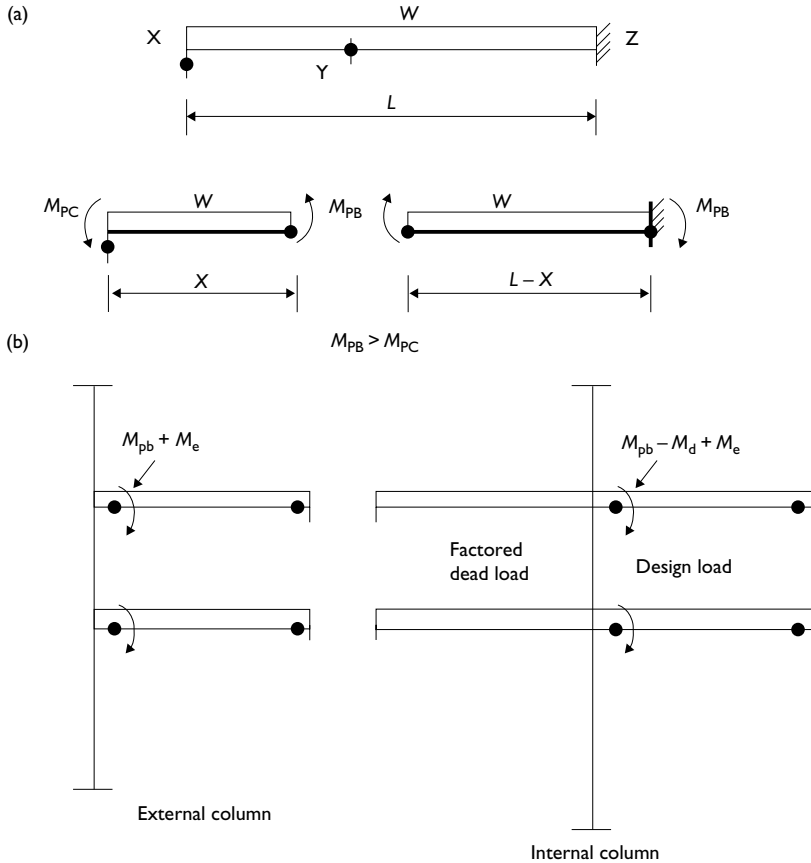 (a)
W
X
Z
Y
L
M_PC
W
M_PB
W
M_PB
X
L – X
(b)
M_PB > M_PC
M_pb + M_e
M_pb – M_d + M_e
Factored
dead load
Design load
External column
Internal column